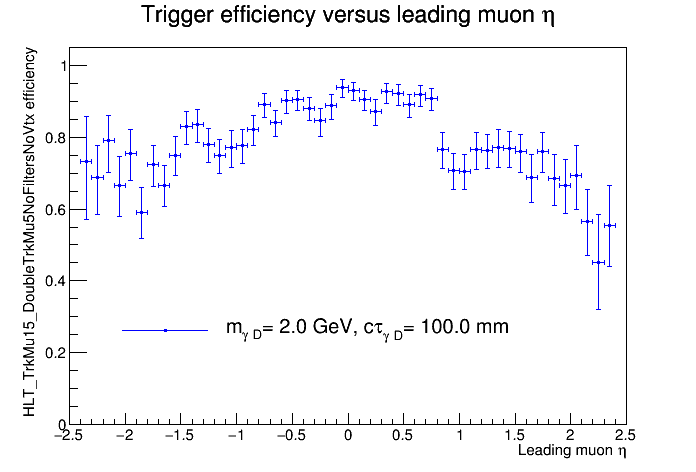 Trigger efficiency versus leading muon η
HLT_TrkMu15_DoubleTrkMu5NoFiltersNoVtx efficiency
1
0.8
0.6
0.4
0.2
0
mγ D= 2.0 GeV, cτγ D= 100.0 mm
−2.5 −2 −1.5 −1 −0.5 0 0.5 1 1.5 2 2.5
Leading muon η